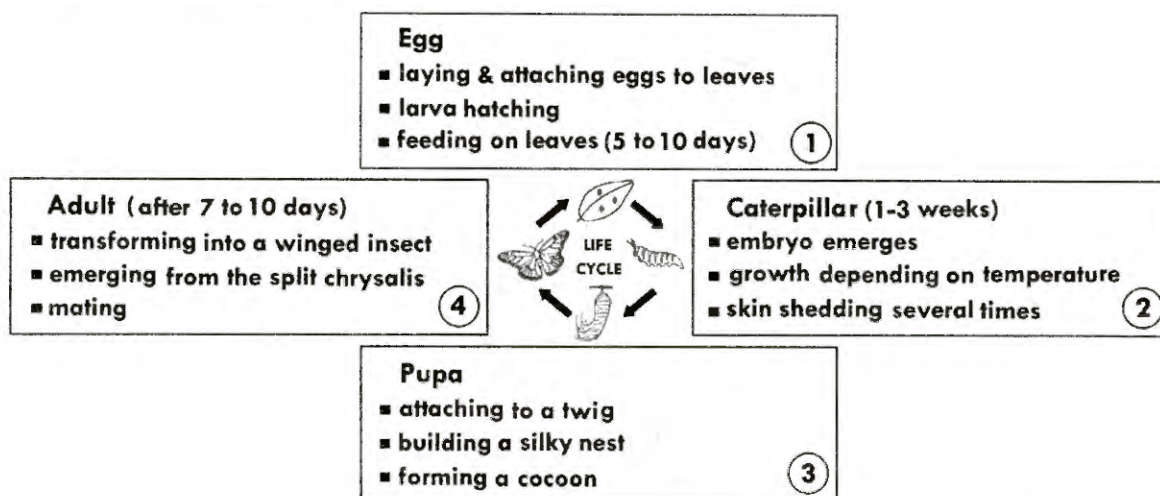 Egg
▪ laying & attaching eggs to leaves
▪ larva hatching
▪ feeding on leaves (5 to 10 days)
1
Adult (after 7 to 10 days)
▪ transforming into a winged insect
▪ emerging from the split chrysalis
▪ mating
4
LIFE
CYCLE
Caterpillar (1-3 weeks)
▪ embryo emerges
▪ growth depending on temperature
▪ skin shedding several times
2
Pupa
▪ attaching to a twig
▪ building a silky nest
▪ forming a cocoon
3